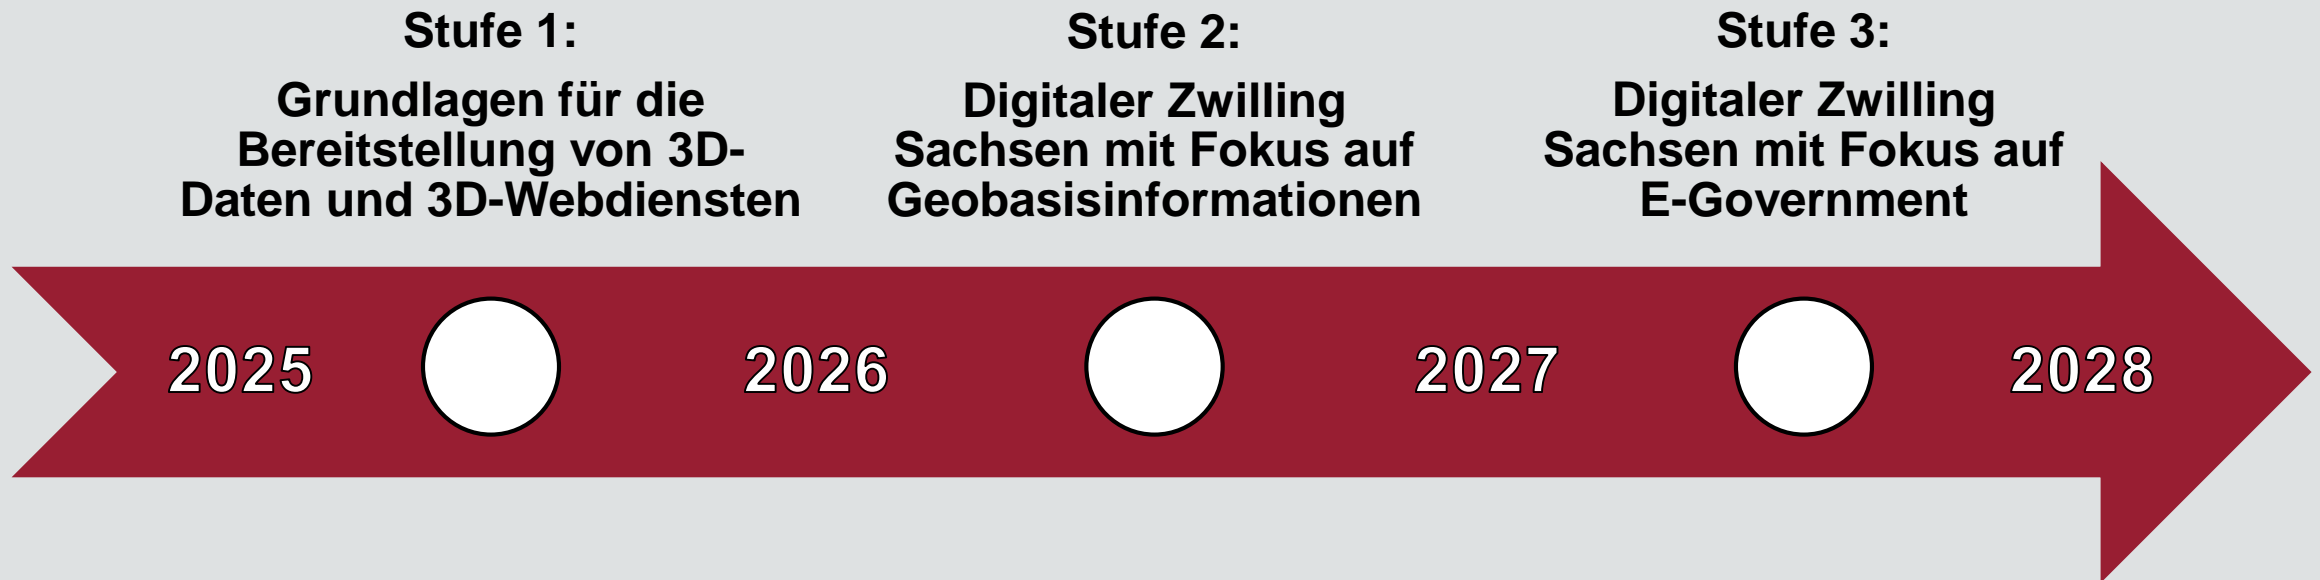 Stufe 1:
Grundlagen für die
Bereitstellung von 3D-
Daten und 3D-Webdiensten
Stufe 2:
Digitaler Zwilling
Sachsen mit Fokus auf
Geobasisinformationen
Stufe 3:
Digitaler Zwilling
Sachsen mit Fokus auf
E-Government
2025
2026
2027
2028